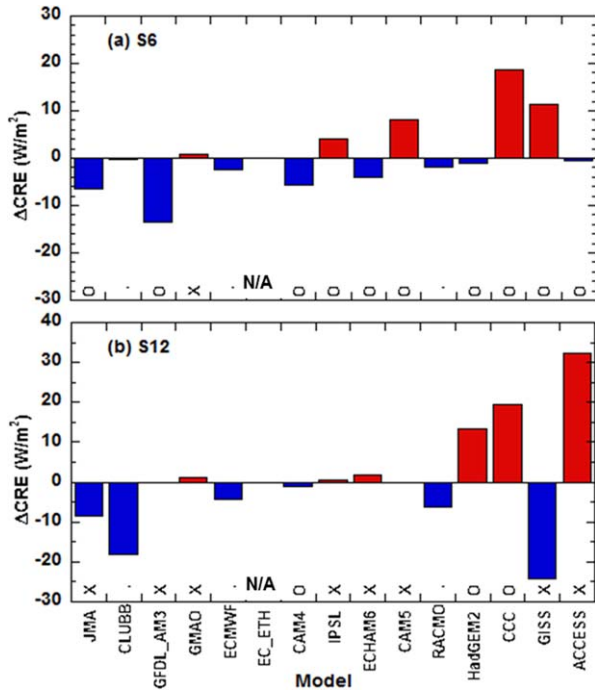 30
(a) S6
20
10
0
-10
-20
-30
ΔCRE (W/m²)
O · O X · N/A O O O O · O O O O
40
(b) S12
30
20
10
0
-10
-20
-30
ΔCRE (W/m²)
X · X X · N/A O X X X · O O X X
JMA
CLUBB
GFDL_AM3
GMAO
ECMWF
EC_ETH
CAM4
IPSL
ECHAM6
CAM5
RACMO
HadGEM2
CCC
GISS
ACCESS
Model